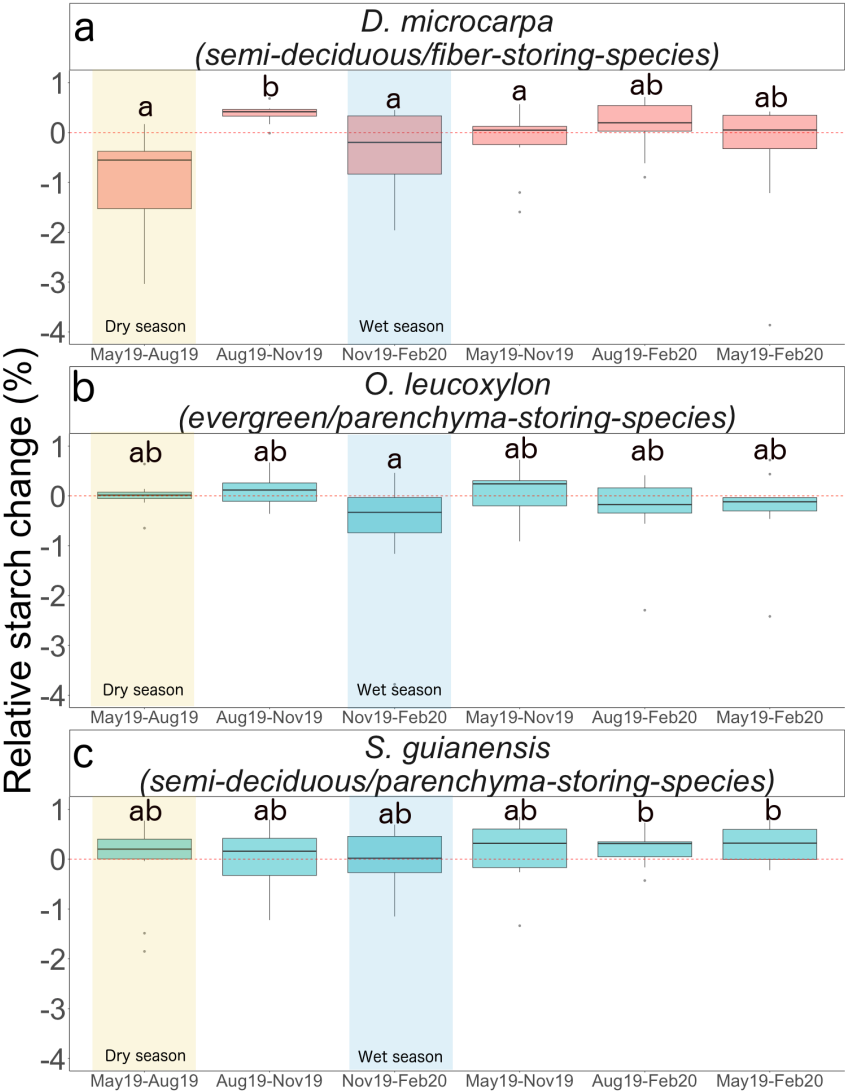 Relative starch change (%)
a
D. microcarpa
(semi-deciduous/fiber-storing-species)
1
0
-1
-2
-3
-4
a
b
a
a
ab
ab
Dry season
Wet season
May19-Aug19
Aug19-Nov19
Nov19-Feb20
May19-Nov19
Aug19-Feb20
May19-Feb20
b
O. leucoxylon
(evergreen/parenchyma-storing-species)
1
0
-1
-2
-3
-4
ab
ab
a
ab
ab
ab
Dry season
Wet season
May19-Aug19
Aug19-Nov19
Nov19-Feb20
May19-Nov19
Aug19-Feb20
May19-Feb20
c
S. guianensis
(semi-deciduous/parenchyma-storing-species)
1
0
-1
-2
-3
-4
ab
ab
ab
ab
b
b
Dry season
Wet season
May19-Aug19
Aug19-Nov19
Nov19-Feb20
May19-Nov19
Aug19-Feb20
May19-Feb20